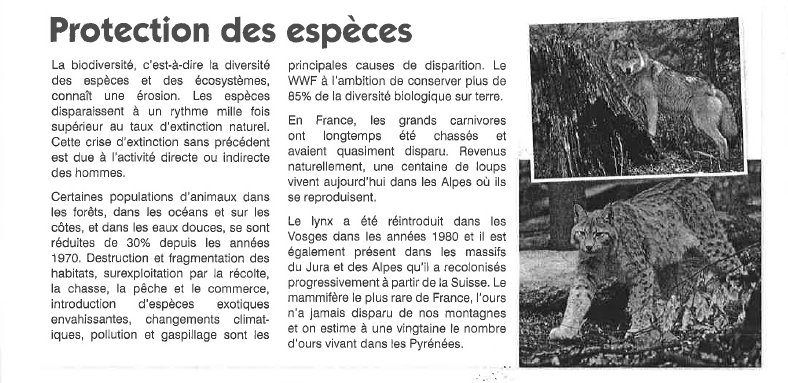 Protection des espèces
La biodiversité, c'est-à-dire la diversité
des espèces et des écosystèmes,
connaît une érosion. Les espèces
disparaissent à un rythme mille fois
supérieur au taux d'extinction naturel.
Cette crise d'extinction sans précédent
est due à l'activité directe ou indirecte
des hommes.
Certaines populations d'animaux dans
les forêts, dans les océans et sur les
côtes, et dans les eaux douces, se sont
réduites de 30% depuis les années
1970. Destruction et fragmentation des
habitats, surexploitation par la récolte,
la chasse, la pêche et le commerce,
introduction d'espèces exotiques
envahissantes, changements climat-
iques, pollution et gaspillage sont les
principales causes de disparition. Le
WWF à l'ambition de conserver plus de
85% de la diversité biologique sur terre.
En France, les grands carnivores
ont longtemps été chassés et
avaient quasiment disparu. Revenus
naturellement, une centaine de loups
vivent aujourd'hui dans les Alpes où ils
se reproduisent.
Le lynx a été réintroduit dans les
Vosges dans les années 1980 et il est
également présent dans les massifs
du Jura et des Alpes qu'il a recolonisés
progressivement à partir de la Suisse. Le
mammifère le plus rare de France, l'ours
n'a jamais disparu de nos montagnes
et on estime à une vingtaine le nombre
d'ours vivant dans les Pyrénées.